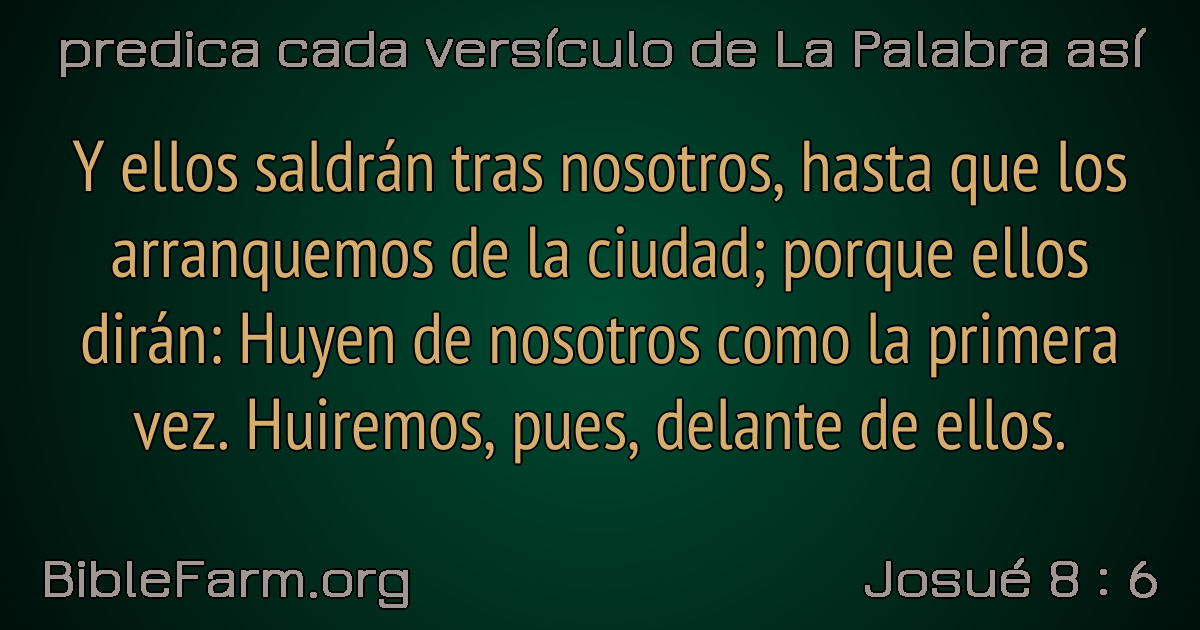 predica cada versículo de La Palabra así
Y ellos saldrán tras nosotros, hasta que los
arranquemos de la ciudad; porque ellos
dirán: Huyen de nosotros como la primera
vez. Huiremos, pues, delante de ellos.
BibleFarm.org
Josué 8 : 6